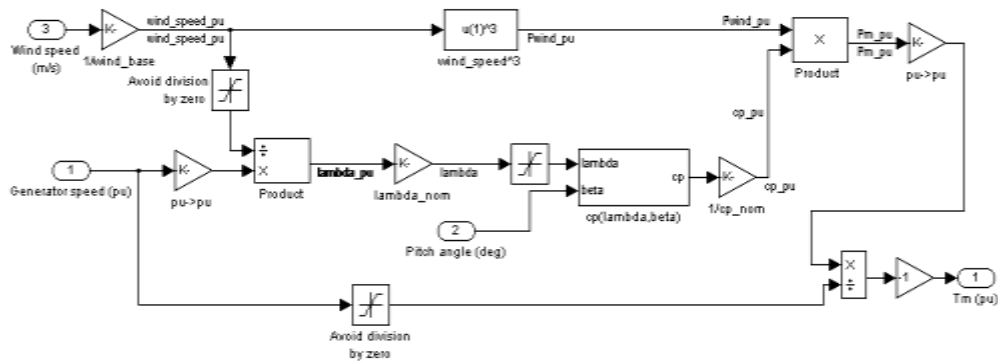 3
Wind speed
(m/s)
K-
1/wind_base
wind_speed_pu
wind_speed_pu
u(1)^3
wind_speed^3
Pwind_pu
Pwind_pu
×
Product
Pm_pu
Pm_pu
K-
pu->pu
Avoid division
by zero
cp_pu
1
Generator speed (pu)
K-
pu->pu
÷
×
Product
lambda_pu
K-
lambda_nom
lambda
lambda
beta
cp
cp(lambda,beta)
K-
1/cp_nom
cp_pu
2
Pitch angle (deg)
×
÷
-1
1
Tm (pu)
Avoid division
by zero